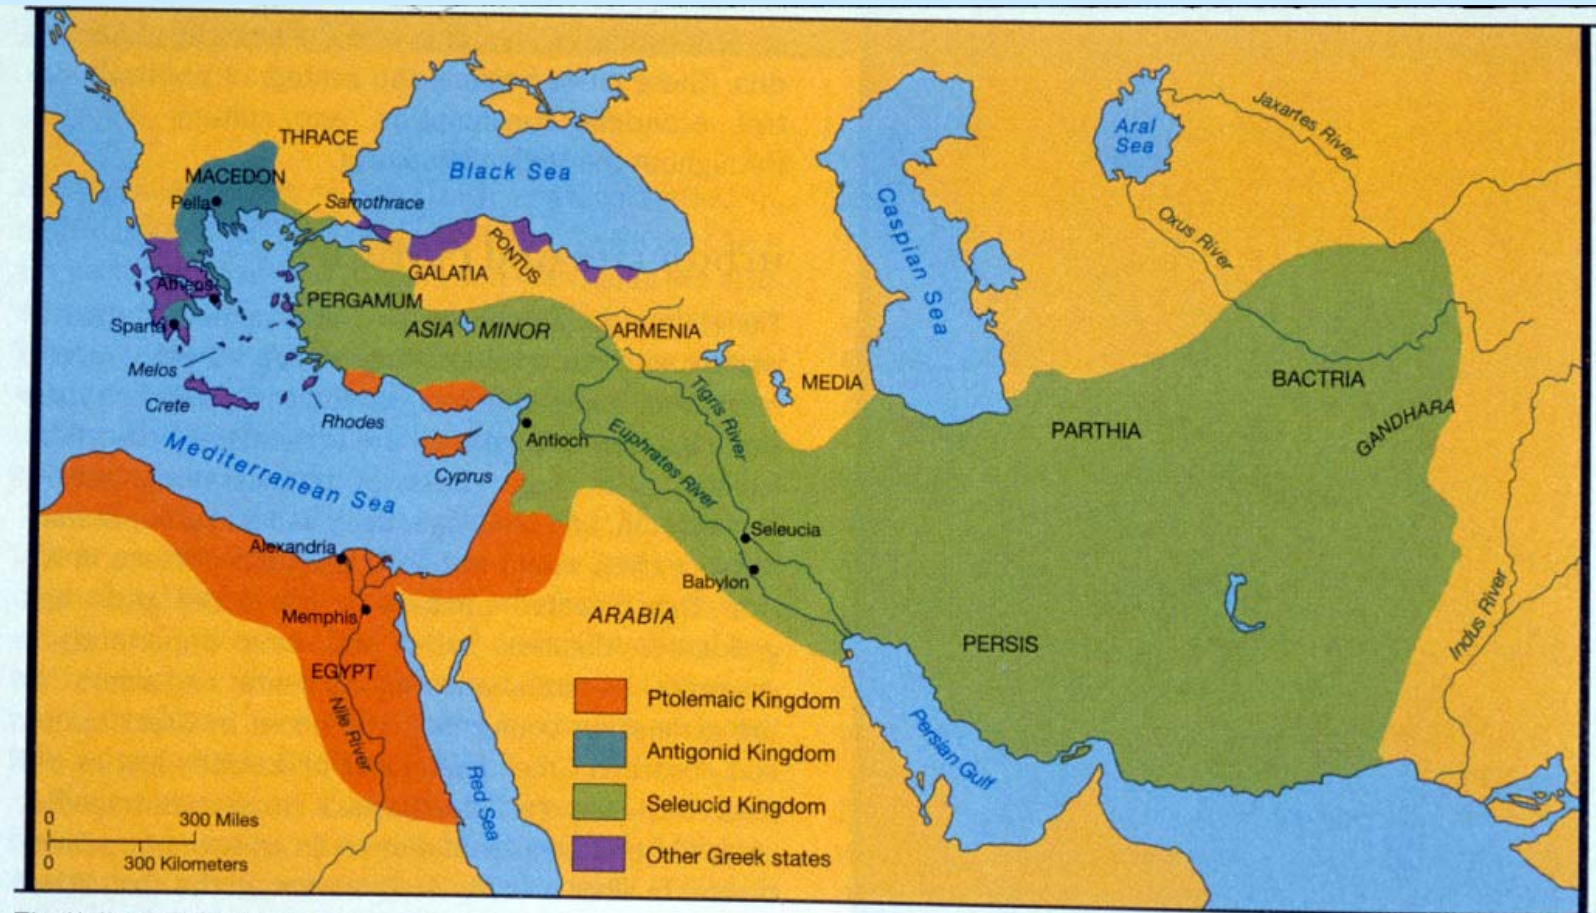 THRACE
MACEDON
Pella
Samothrace
Black Sea
Caspian Sea
Aral
Sea
Jaxartes River
Oxus River
PONTUS
GALATIA
Athens
PERGAMUM
Sparta
ASIA MINOR
ARMENIA
Melos
MEDIA
BACTRIA
Crete
Rhodes
Tigris River
GANDHARA
PARTHIA
Antioch
Euphrates River
Mediterranean Sea
Cyprus
Seleucia
Alexandria
Babylon
Memphis
ARABIA
PERSIS
Indus River
EGYPT
Nile River
Red Sea
Persian Gulf
Ptolemaic Kingdom
Antigonid Kingdom
Seleucid Kingdom
Other Greek states
0 300 Miles
0 300 Kilometers